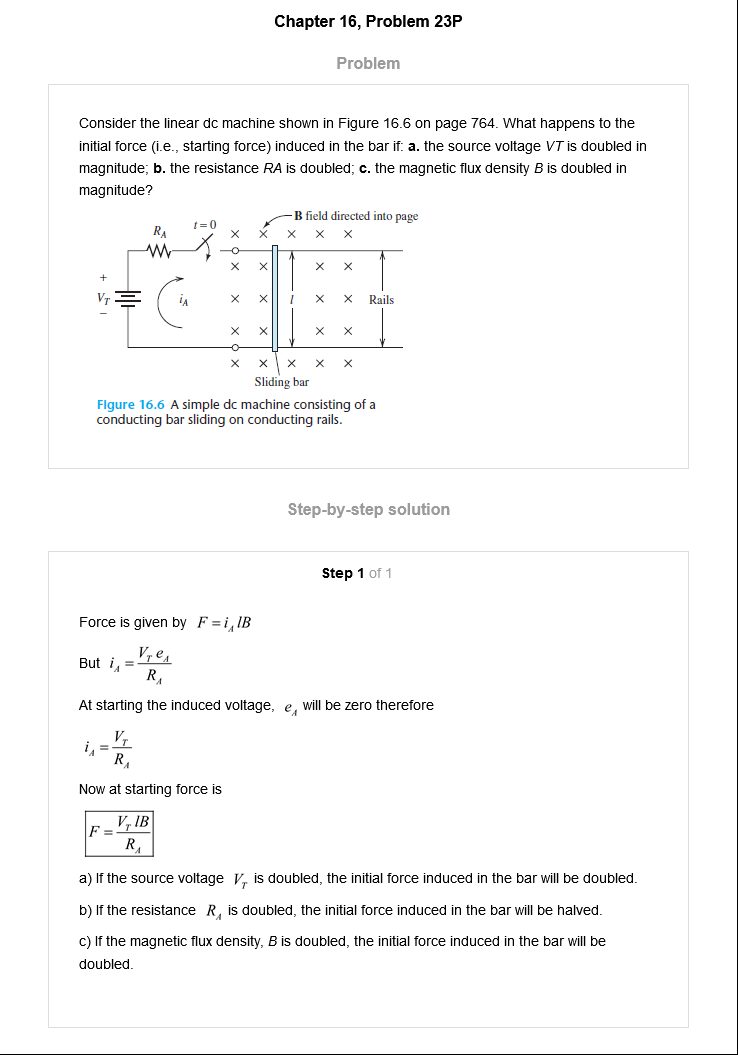 Chapter 16, Problem 23P
Problem
Consider the linear dc machine shown in Figure 16.6 on page 764. What happens to the
initial force (i.e., starting force) induced in the bar if: a. the source voltage VT is doubled in
magnitude; b. the resistance RA is doubled; c. the magnetic flux density B is doubled in
magnitude?
B field directed into page
t = 0
R_A
+
V_T
−
i_A
l
Rails
Sliding bar
Figure 16.6 A simple dc machine consisting of a
conducting bar sliding on conducting rails.
Step-by-step solution
Step 1 of 1
Force is given by F = i_A lB
But i_A = V_T e_A / R_A
At starting the induced voltage, e_A will be zero therefore
i_A = V_T / R_A
Now at starting force is
F = V_T lB / R_A
a) If the source voltage V_T is doubled, the initial force induced in the bar will be doubled.
b) If the resistance R_A is doubled, the initial force induced in the bar will be halved.
c) If the magnetic flux density, B is doubled, the initial force induced in the bar will be
doubled.